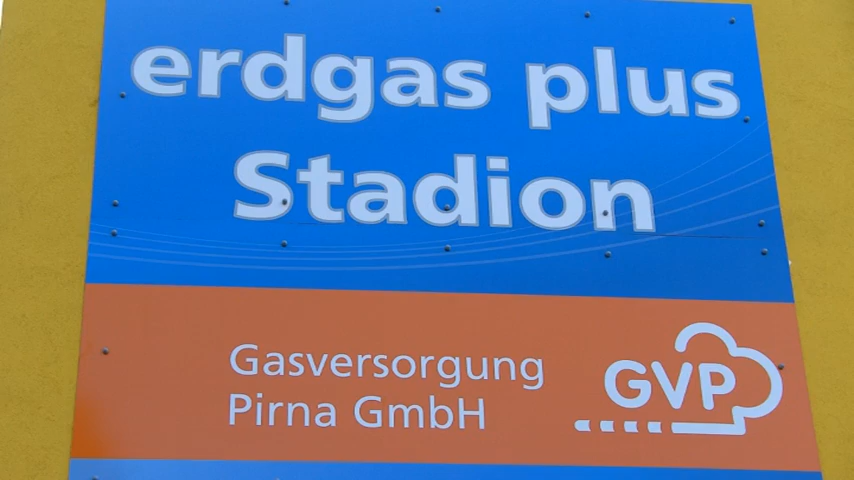 erdgas plus
Stadion
Gasversorgung
Pirna GmbH
GVP